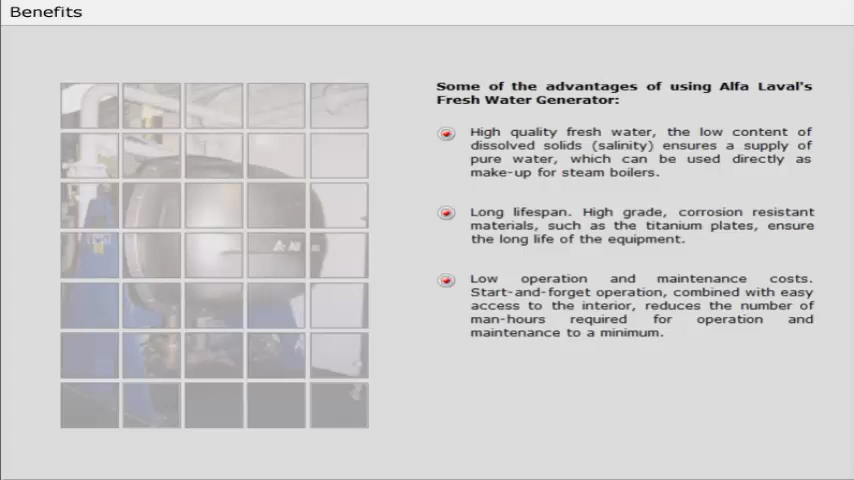 Benefits
Some of the advantages of using Alfa Laval's
Fresh Water Generator:
High quality fresh water, the low content of
dissolved solids (salinity) ensures a supply of
pure water, which can be used directly as
make-up for steam boilers.
Long lifespan. High grade, corrosion resistant
materials, such as the titanium plates, ensure
the long life of the equipment.
Low operation and maintenance costs.
Start-and-forget operation, combined with easy
access to the interior, reduces the number of
man-hours required for operation and
maintenance to a minimum.